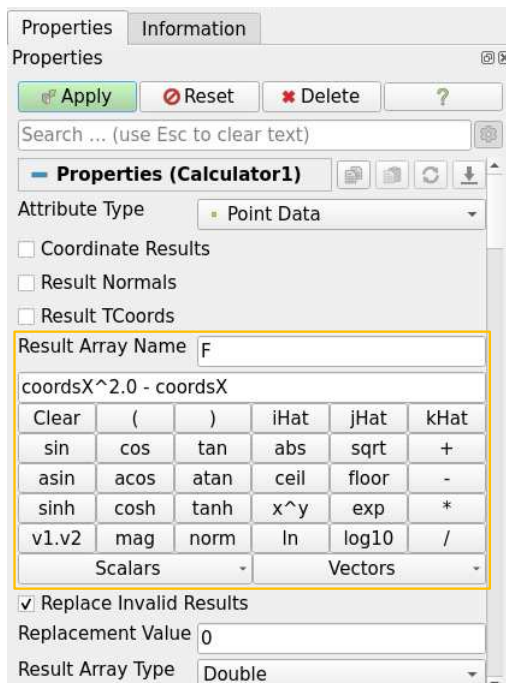 Properties Information
Properties
Apply Reset Delete ?
Search ... (use Esc to clear text)
Properties (Calculator1)
Attribute Type Point Data
Coordinate Results
Result Normals
Result TCoords
Result Array Name F
coordsX^2.0 - coordsX
Clear ( ) iHat jHat kHat
sin cos tan abs sqrt +
asin acos atan ceil floor -
sinh cosh tanh x^y exp *
v1.v2 mag norm ln log10 /
Scalars Vectors
Replace Invalid Results
Replacement Value 0
Result Array Type Double